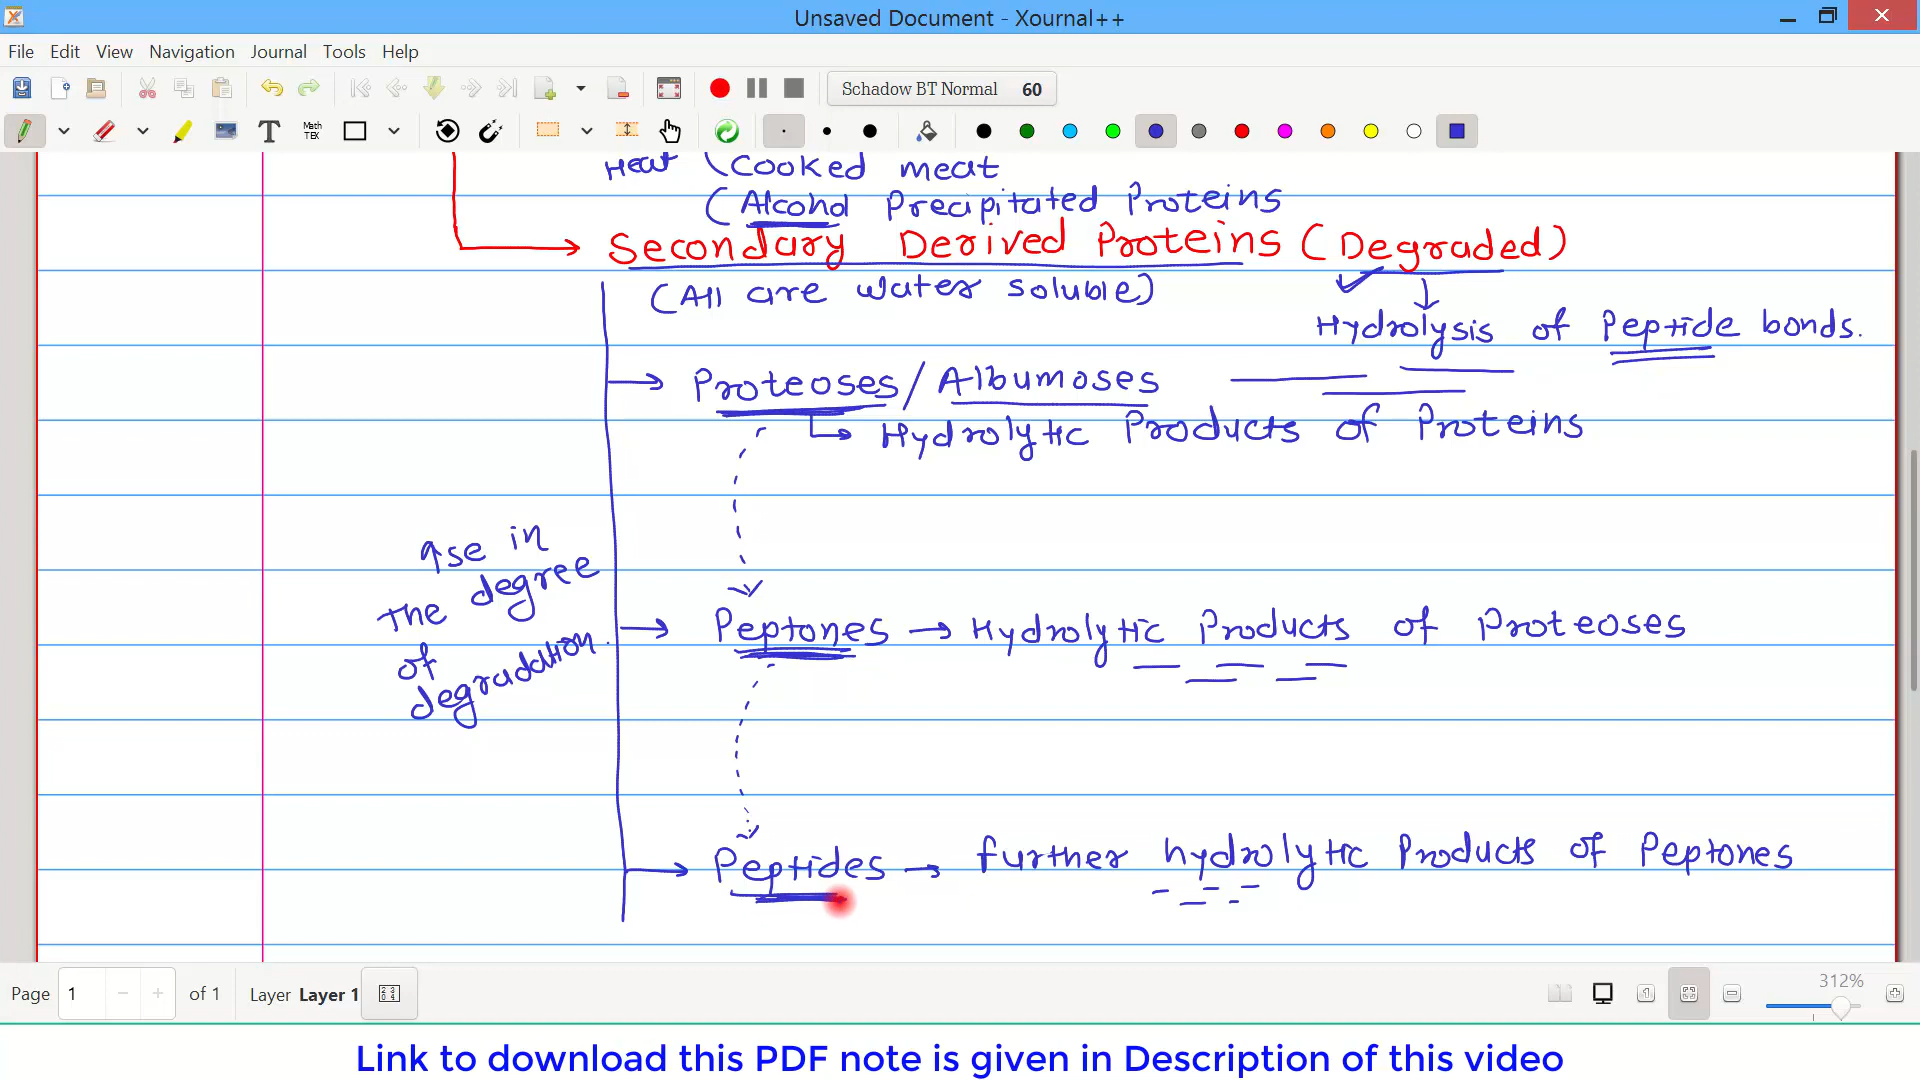 Unsaved Document - Xournal++
File Edit View Navigation Journal Tools Help
Schadow BT Normal 60
Math TEX
Heat (Cooked meat
(Alcohol Precipitated Proteins
Secondary Derived Proteins (Degraded)
(All are water soluble)
Hydrolysis of Peptide bonds.
Proteoses/Albumoses
Hydrolytic Products of Proteins
↑se in
the degree
of
degradation.
Peptones → Hydrolytic Products of Proteoses
Peptides → further hydrolytic Products of Peptones
Page 1 of 1 Layer Layer 1
312%
Link to download this PDF note is given in Description of this video